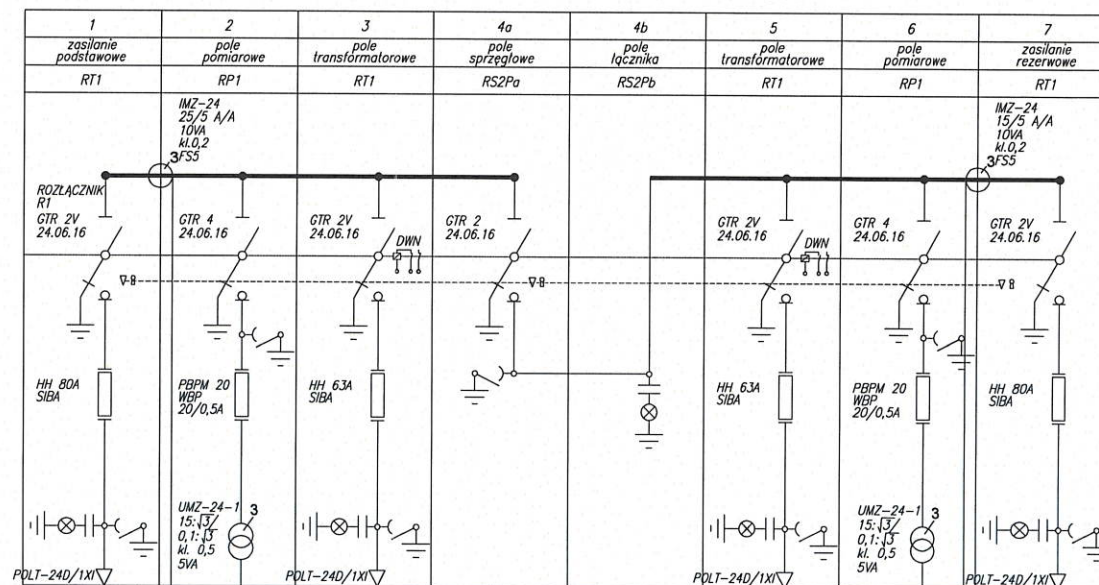 1
2
3
4a
4b
5
6
7
zasilanie
podstawowe
pole
pomiarowe
pole
transformatorowe
pole
sprzęgłowe
pole
łącznika
pole
transformatorowe
pole
pomiarowe
zasilanie
rezerwowe
RT1
RP1
RT1
RS2Pa
RS2Pb
RT1
RP1
RT1
IMZ-24
25/5 A/A
10VA
kl.0,2
FS5
3
IMZ-24
15/5 A/A
10VA
kl.0,2
FS5
3
ROZŁĄCZNIK
R1
GTR 2V
24.06.16
GTR 4
24.06.16
GTR 2V
24.06.16
DWN
GTR 2
24.06.16
GTR 2V
24.06.16
DWN
GTR 4
24.06.16
GTR 2V
24.06.16
HH 80A
SIBA
PBPM 20
WBP
20/0,5A
HH 63A
SIBA
HH 63A
SIBA
PBPM 20
WBP
20/0,5A
HH 80A
SIBA
UMZ-24-1
15:√3/
0,1:√3
kl. 0,5
5VA
3
UMZ-24-1
15:√3/
0,1:√3
kl. 0,5
5VA
3
POLT-24D/1XI
POLT-24D/1XI
POLT-24D/1XI
POLT-24D/1XI